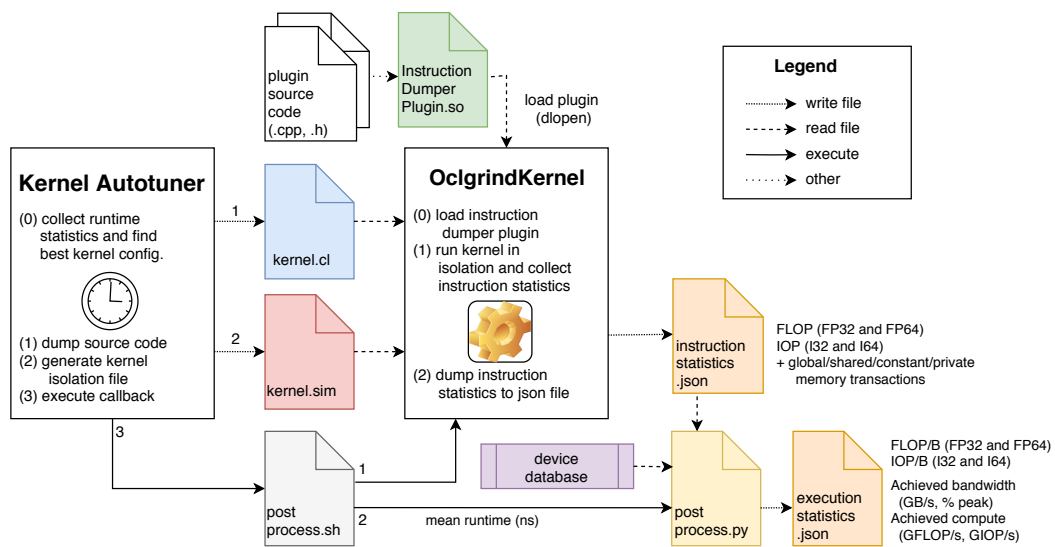 plugin
source
code
(.cpp, .h)
Instruction
Dumper
Plugin.so
load plugin
(dlopen)
Legend
write file
read file
execute
other
Kernel Autotuner
(0) collect runtime
statistics and find
best kernel config.
(1) dump source code
(2) generate kernel
isolation file
(3) execute callback
1
kernel.cl
2
kernel.sim
OclgrindKernel
(0) load instruction
dumper plugin
(1) run kernel in
isolation and collect
instruction statistics
(2) dump instruction
statistics to json file
instruction
statistics
.json
FLOP (FP32 and FP64)
IOP (I32 and I64)
+ global/shared/constant/private
memory transactions
3
post
process.sh
1
2
mean runtime (ns)
device
database
post
process.py
execution
statistics
.json
FLOP/B (FP32 and FP64)
IOP/B (I32 and I64)
Achieved bandwidth
(GB/s, % peak)
Achieved compute
(GFLOP/s, GIOP/s)